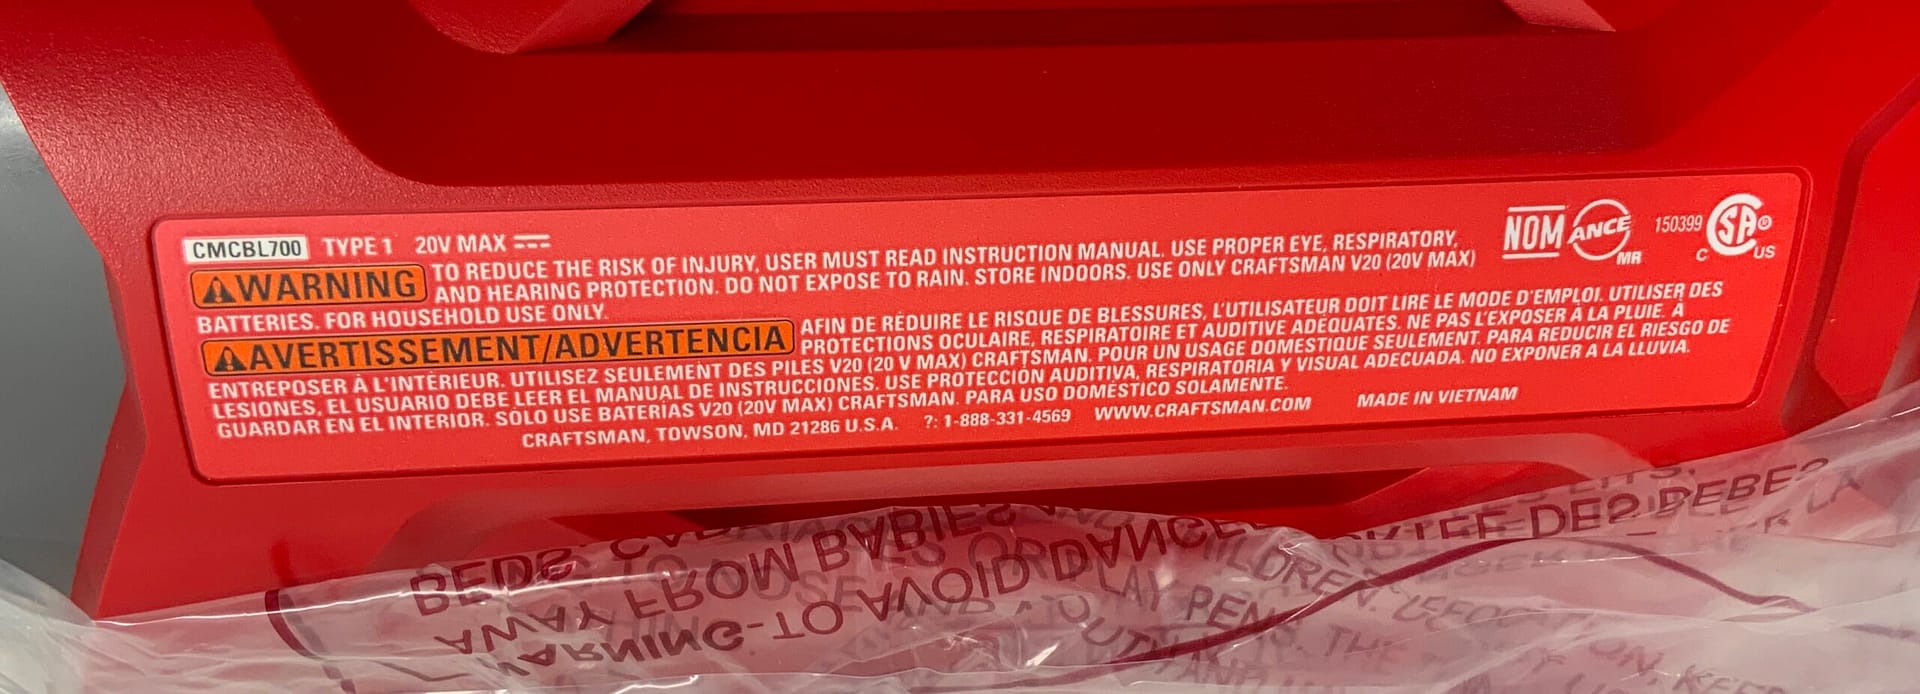 CMCBL700 TYPE 1 20V MAX
NOM ANCE MR 150399 C SA ® US
WARNING TO REDUCE THE RISK OF INJURY, USER MUST READ INSTRUCTION MANUAL. USE PROPER EYE, RESPIRATORY,
AND HEARING PROTECTION. DO NOT EXPOSE TO RAIN. STORE INDOORS. USE ONLY CRAFTSMAN V20 (20V MAX)
BATTERIES. FOR HOUSEHOLD USE ONLY.
AVERTISSEMENT/ADVERTENCIA AFIN DE RÉDUIRE LE RISQUE DE BLESSURES, L'UTILISATEUR DOIT LIRE LE MODE D'EMPLOI. UTILISER DES
PROTECTIONS OCULAIRE, RESPIRATOIRE ET AUDITIVE ADÉQUATES. NE PAS L'EXPOSER À LA PLUIE. À
ENTREPOSER À L'INTÉRIEUR. UTILISEZ SEULEMENT DES PILES V20 (20 V MAX) CRAFTSMAN. POUR UN USAGE DOMESTIQUE SEULEMENT. PARA REDUCIR EL RIESGO DE
LESIONES, EL USUARIO DEBE LEER EL MANUAL DE INSTRUCCIONES. USE PROTECCIÓN AUDITIVA, RESPIRATORIA Y VISUAL ADECUADA. NO EXPONER A LA LLUVIA.
GUARDAR EN EL INTERIOR. SÓLO USE BATERÍAS V20 (20V MAX) CRAFTSMAN. PARA USO DOMÉSTICO SOLAMENTE.
CRAFTSMAN, TOWSON, MD 21286 U.S.A. ?: 1-888-331-4569 WWW.CRAFTSMAN.COM MADE IN VIETNAM
WARNING-TO AVOID DANGER
AWAY FROM BABIES
BEDS,